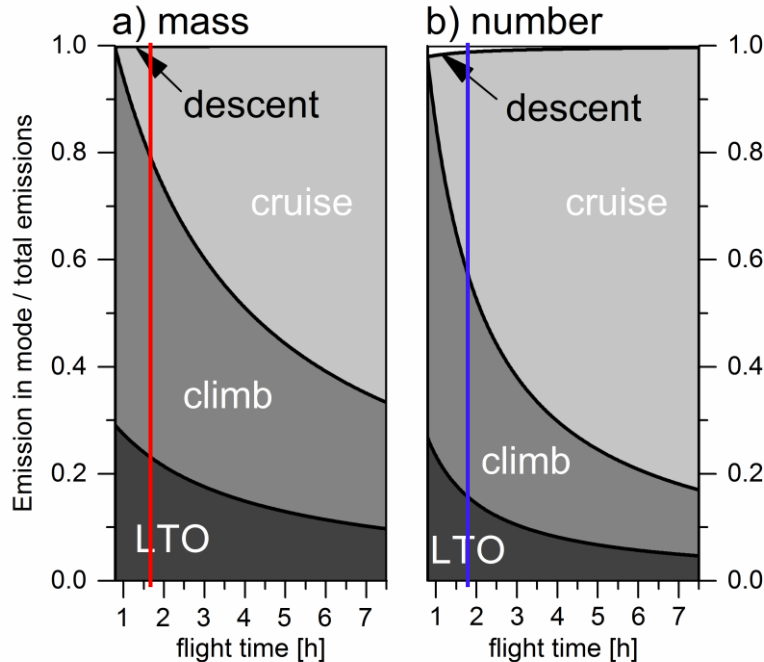 a) mass
b) number
Emission in mode / total emissions
1.0
0.8
0.6
0.4
0.2
0.0
descent
cruise
climb
LTO
1 2 3 4 5 6 7
flight time [h]
descent
cruise
climb
LTO
1 2 3 4 5 6 7
flight time [h]
1.0
0.8
0.6
0.4
0.2
0.0